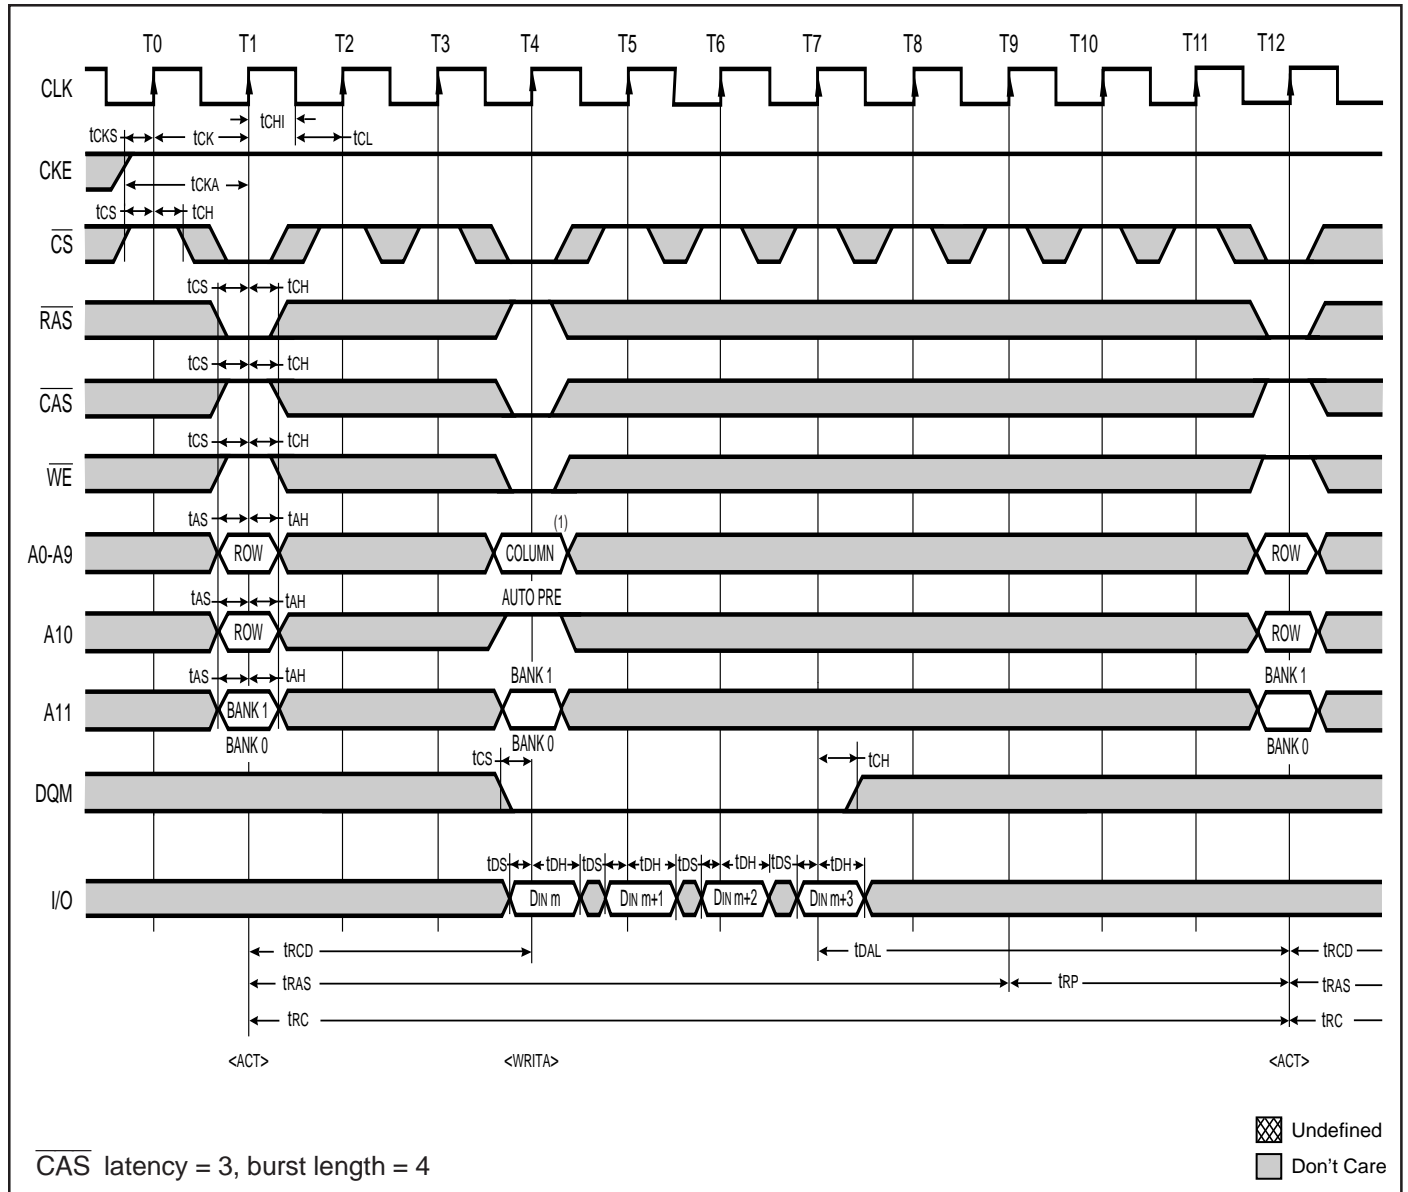 T0 T1 T2 T3 T4 T5 T6 T7 T8 T9 T10 T11 T12
CLK
tCHI
tCKS tCK tCL
CKE
tCKA
tCS tCH
CS
tCS tCH
RAS
tCS tCH
CAS
tCS tCH
WE
tAS tAH (1)
A0-A9 ROW COLUMN ROW
tAS tAH AUTO PRE
A10 ROW ROW
tAS tAH BANK 1 BANK 1
A11 BANK 1
BANK 0 BANK 0 BANK 0
tCS tCH
DQM
tDS tDH tDS tDH tDS tDH tDS tDH
I/O DIN m DIN m+1 DIN m+2 DIN m+3
tRCD tDAL tRCD
tRAS tRP tRAS
tRC tRC
<ACT> <WRITA> <ACT>
Undefined
CAS latency = 3, burst length = 4
Don't Care